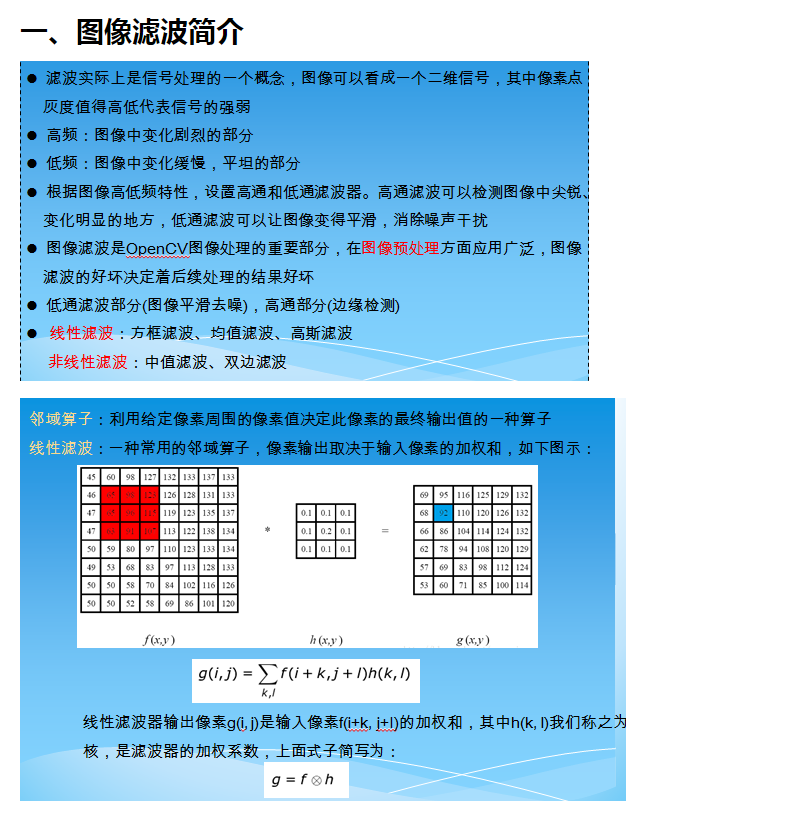 一、图像滤波简介
● 滤波实际上是信号处理的一个概念，图像可以看成一个二维信号，其中像素点
灰度值得高低代表信号的强弱
● 高频：图像中变化剧烈的部分
● 低频：图像中变化缓慢，平坦的部分
● 根据图像高低频特性，设置高通和低通滤波器。高通滤波可以检测图像中尖锐、
变化明显的地方，低通滤波可以让图像变得平滑，消除噪声干扰
● 图像滤波是OpenCV图像处理的重要部分，在图像预处理方面应用广泛，图像
滤波的好坏决定着后续处理的结果好坏
● 低通滤波部分(图像平滑去噪)，高通部分(边缘检测)
● 线性滤波：方框滤波、均值滤波、高斯滤波
非线性滤波：中值滤波、双边滤波
邻域算子：利用给定像素周围的像素值决定此像素的最终输出值的一种算子
线性滤波：一种常用的邻域算子，像素输出取决于输入像素的加权和，如下图示：
45 60 98 127 132 133 137 133
46 126 128 131 133
47 119 123 135 137
47 113 122 138 134
50 59 80 97 110 123 133 134
49 53 68 83 97 113 128 133
50 50 58 70 84 102 116 126
50 50 52 58 69 86 101 120
*
0.1 0.1 0.1
0.1 0.2 0.1
0.1 0.1 0.1
=
69 95 116 125 129 132
68 92 110 120 126 132
66 86 104 114 124 132
62 78 94 108 120 129
57 69 83 98 112 124
53 60 71 85 100 114
f(x,y) h(x,y) g(x,y)
g(i,j) = ∑ f(i+k,j+l)h(k,l)
k,l
线性滤波器输出像素g(i,j)是输入像素f(i+k, j+l)的加权和，其中h(k, l)我们称之为
核，是滤波器的加权系数，上面式子简写为：
g = f ⊗ h